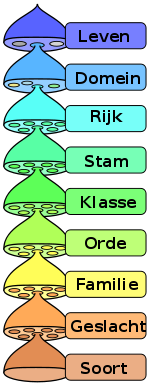 Leven
Domein
Rijk
Stam
Klasse
Orde
Familie
Geslacht
Soort